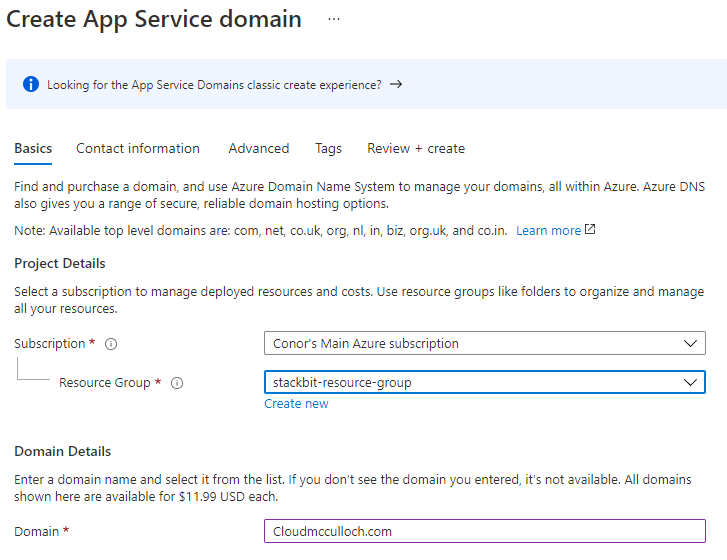 Create App Service domain ...
Looking for the App Service Domains classic create experience? →
Basics Contact information Advanced Tags Review + create
Find and purchase a domain, and use Azure Domain Name System to manage your domains, all within Azure. Azure DNS
also gives you a range of secure, reliable domain hosting options.
Note: Available top level domains are: com, net, co.uk, org, nl, in, biz, org.uk, and co.in. Learn more
Project Details
Select a subscription to manage deployed resources and costs. Use resource groups like folders to organize and manage
all your resources.
Subscription * Conor's Main Azure subscription
Resource Group * stackbit-resource-group
Create new
Domain Details
Enter a domain name and select it from the list. If you don't see the domain you entered, it's not available. All domains
shown here are available for $11.99 USD each.
Domain * Cloudmcculloch.com